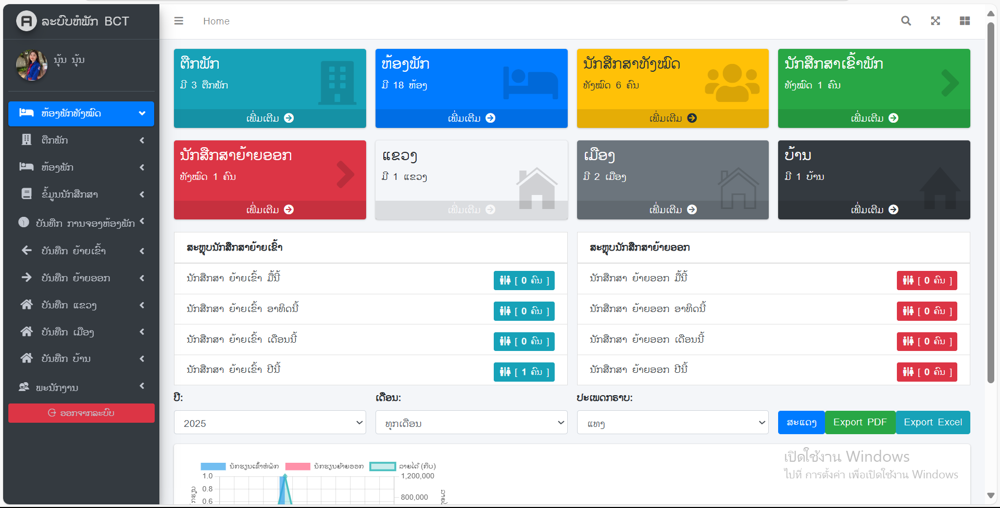 ລະບົບຫໍພັກ BCT
Home
ນຸ້ນ ນຸ້ນ
ຫ້ອງພັກທັງໝົດ
ຕຶກພັກ
ຫ້ອງພັກ
ຂໍ້ມູນນັກສຶກສາ
ບັນທຶກ ການຈອງຫ້ອງພັກ
ບັນທຶກ ຍ້າຍເຂົ້າ
ບັນທຶກ ຍ້າຍອອກ
ບັນທຶກ ແຂວງ
ບັນທຶກ ເມືອງ
ບັນທຶກ ບ້ານ
ພະນັກງານ
ອອກຈາກລະບົບ
ຕຶກພັກ
ມີ 3 ຕຶກພັກ
ເພີ່ມເຕີມ
ຫ້ອງພັກ
ມີ 18 ຫ້ອງ
ເພີ່ມເຕີມ
ນັກສຶກສາທັງໝົດ
ທັງໝົດ 6 ຄົນ
ເພີ່ມເຕີມ
ນັກສຶກສາເຂົ້າພັກ
ທັງໝົດ 1 ຄົນ
ເພີ່ມເຕີມ
ນັກສຶກສາຍ້າຍອອກ
ທັງໝົດ 1 ຄົນ
ເພີ່ມເຕີມ
ແຂວງ
ມີ 1 ແຂວງ
ເພີ່ມເຕີມ
ເມືອງ
ມີ 2 ເມືອງ
ເພີ່ມເຕີມ
ບ້ານ
ມີ 1 ບ້ານ
ເພີ່ມເຕີມ
ສະຫຼຸບນັກສຶກສາຍ້າຍເຂົ້າ
ນັກສຶກສາ ຍ້າຍເຂົ້າ ມື້ນີ້ [ 0 ຄົນ ]
ນັກສຶກສາ ຍ້າຍເຂົ້າ ອາທິດນີ້ [ 0 ຄົນ ]
ນັກສຶກສາ ຍ້າຍເຂົ້າ ເດືອນນີ້ [ 0 ຄົນ ]
ນັກສຶກສາ ຍ້າຍເຂົ້າ ປີນີ້ [ 1 ຄົນ ]
ສະຫຼຸບນັກສຶກສາຍ້າຍອອກ
ນັກສຶກສາ ຍ້າຍອອກ ມື້ນີ້ [ 0 ຄົນ ]
ນັກສຶກສາ ຍ້າຍອອກ ອາທິດນີ້ [ 0 ຄົນ ]
ນັກສຶກສາ ຍ້າຍອອກ ເດືອນນີ້ [ 0 ຄົນ ]
ນັກສຶກສາ ຍ້າຍອອກ ປີນີ້ [ 0 ຄົນ ]
ປີ:
2025
ເດືອນ:
ທຸກເດືອນ
ປະເພດກຣາບ:
ແທງ
ສະແດງ Export PDF Export Excel
ນັກຮຽນເຂົ້າຫໍພັກ ນັກຮຽນຍ້າຍອອກ ລາຍໄດ້ (ກີບ)
1.0 1,200,000
0.8
800,000
0.6
เปิดใช้งาน Windows
ไปที่ การตั้งค่า เพื่อเปิดใช้งาน Windows